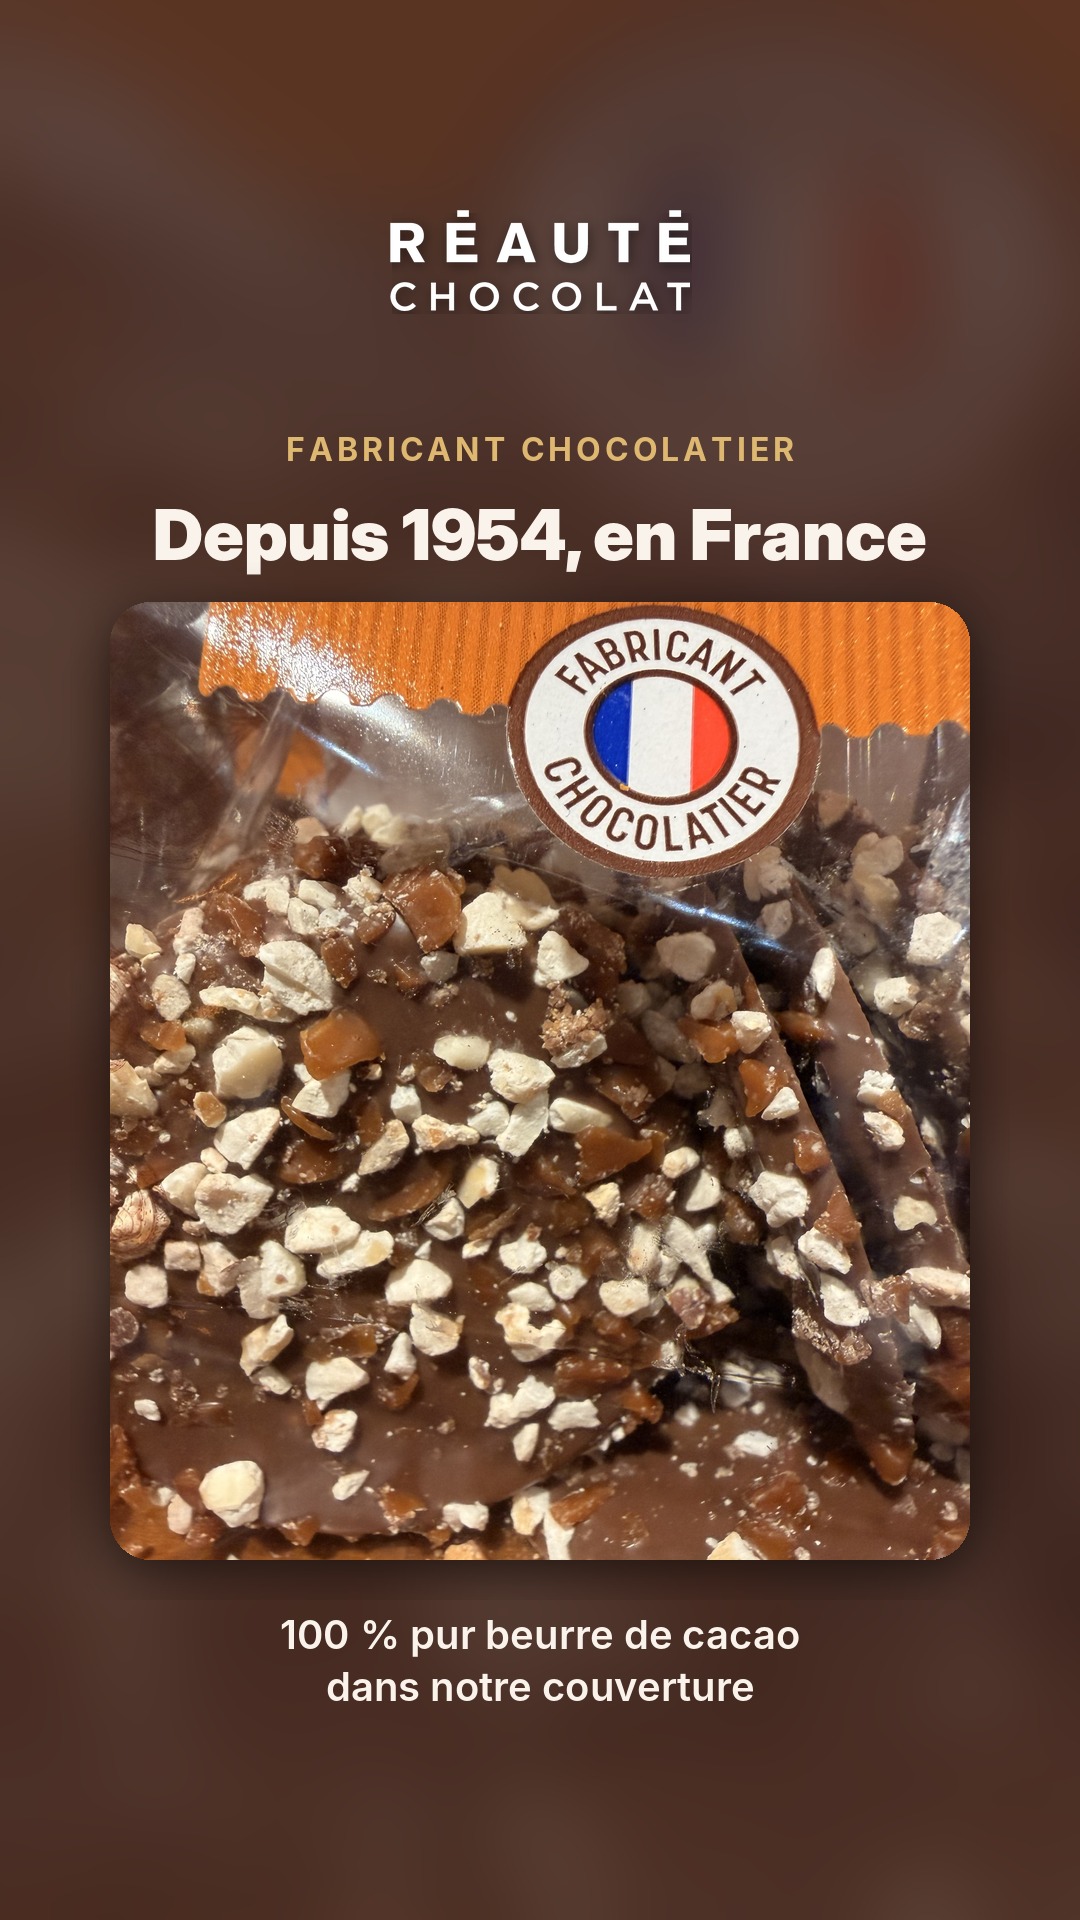 RÉAUTÉ
CHOCOLAT
FABRICANT CHOCOLATIER
Depuis 1954, en France
FABRICANT
CHOCOLATIER
100 % pur beurre de cacao
dans notre couverture